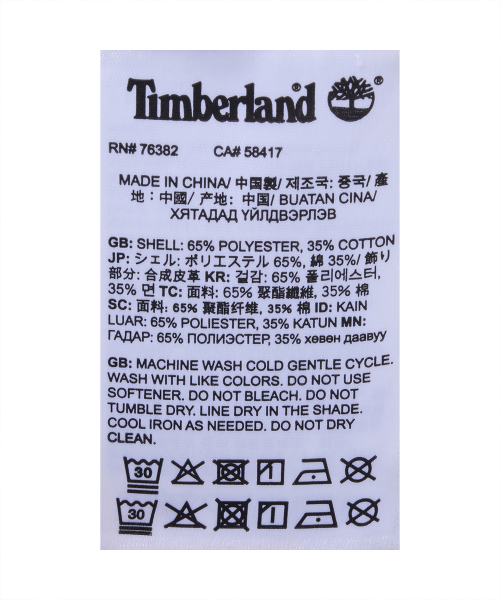 Timberland®
RN# 76382 CA# 58417
MADE IN CHINA/ 中国製/ 제조국: 중국/ 產
地：中國/ 产地：中国/ BUATAN CINA/
ХЯТАДАД ҮЙЛДВЭРЛЭВ
GB: SHELL: 65% POLYESTER, 35% COTTON
JP: シェル: ポリエステル 65%, 綿 35%/ 飾り
部分: 合成皮革 KR: 겉감: 65% 폴리에스터,
35% 면 TC: 面料: 65% 聚酯纖維, 35% 棉
SC: 面料: 65% 聚酯纤维, 35% 棉 ID: KAIN
LUAR: 65% POLIESTER, 35% KATUN MN:
ГАДАР: 65% ПОЛИЭСТЕР, 35% хөвөн даавуу
GB: MACHINE WASH COLD GENTLE CYCLE.
WASH WITH LIKE COLORS. DO NOT USE
SOFTENER. DO NOT BLEACH. DO NOT
TUMBLE DRY. LINE DRY IN THE SHADE.
COOL IRON AS NEEDED. DO NOT DRY
CLEAN.
30
30